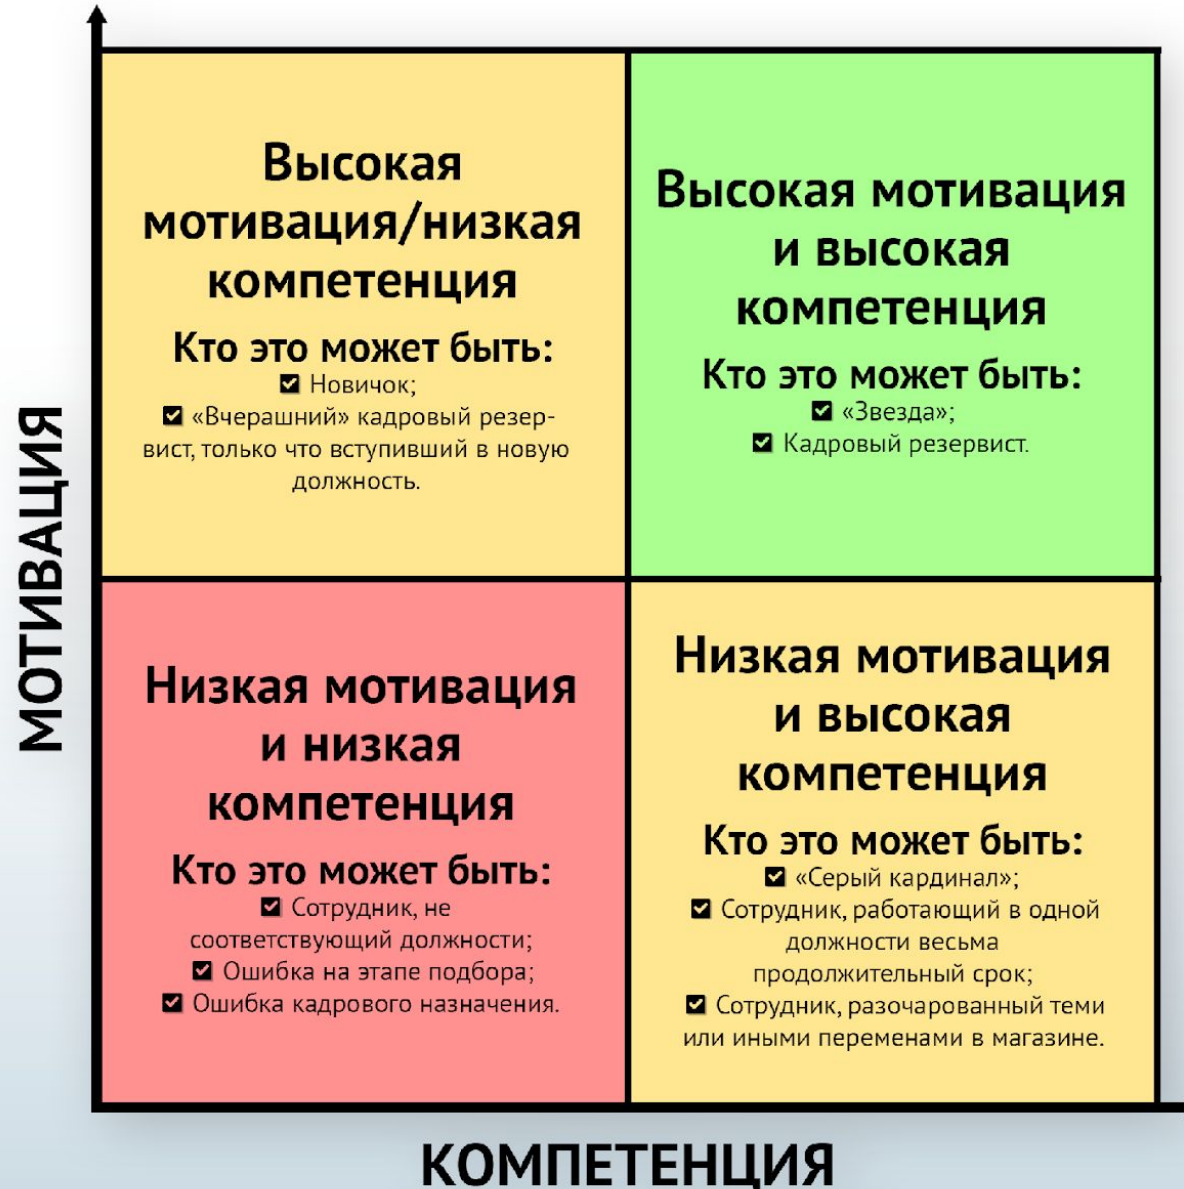 МОТИВАЦИЯ
Высокая
мотивация/низкая
компетенция
Кто это может быть:
☑ Новичок;
☑ «Вчерашний» кадровый резер-
вист, только что вступивший в новую
должность.
Высокая мотивация
и высокая
компетенция
Кто это может быть:
☑ «Звезда»;
☑ Кадровый резервист.
Низкая мотивация
и низкая
компетенция
Кто это может быть:
☑ Сотрудник, не
соответствующий должности;
☑ Ошибка на этапе подбора;
☑ Ошибка кадрового назначения.
Низкая мотивация
и высокая
компетенция
Кто это может быть:
☑ «Серый кардинал»;
☑ Сотрудник, работающий в одной
должности весьма
продолжительный срок;
☑ Сотрудник, разочарованный теми
или иными переменами в магазине.
КОМПЕТЕНЦИЯ